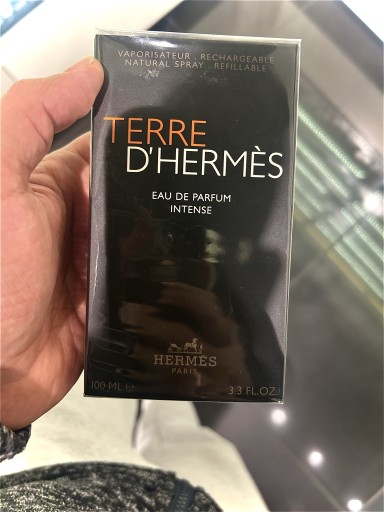 VAPORISATEUR . RECHARGEABLE
NATURAL SPRAY . REFILLABLE
TERRE
D'HERMÈS
EAU DE PARFUM
INTENSE
HERMÈS
PARIS
100 ML e 3.3 FL.OZ